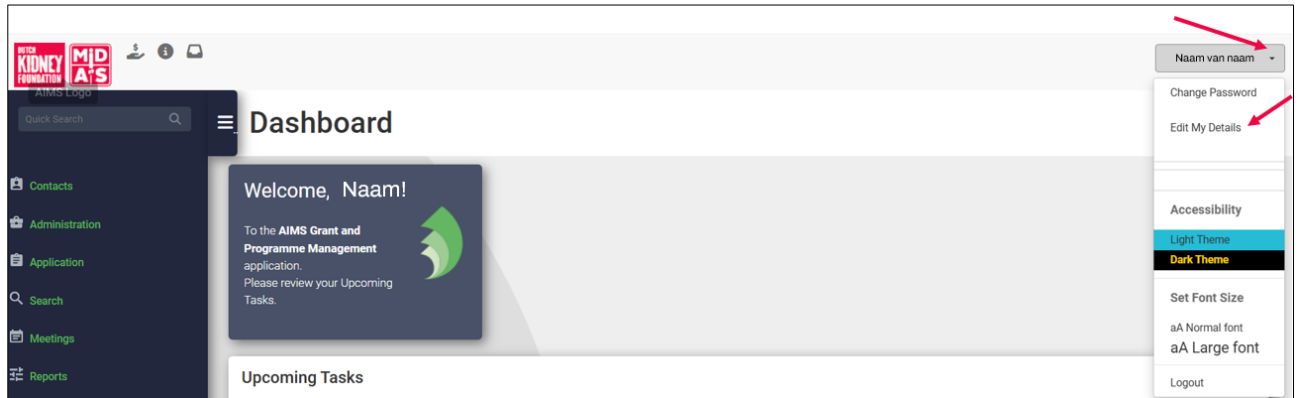 DUTCH
KIDNEY
FOUNDATION
MiD
AiS
Naam van naam
AIMS Logo
Quick Search
Dashboard
Change Password
Edit My Details
Contacts
Administration
Application
Search
Meetings
Reports
Welcome, Naam!
To the AIMS Grant and
Programme Management
application.
Please review your Upcoming
Tasks.
Upcoming Tasks
Accessibility
Light Theme
Dark Theme
Set Font Size
aA Normal font
aA Large font
Logout